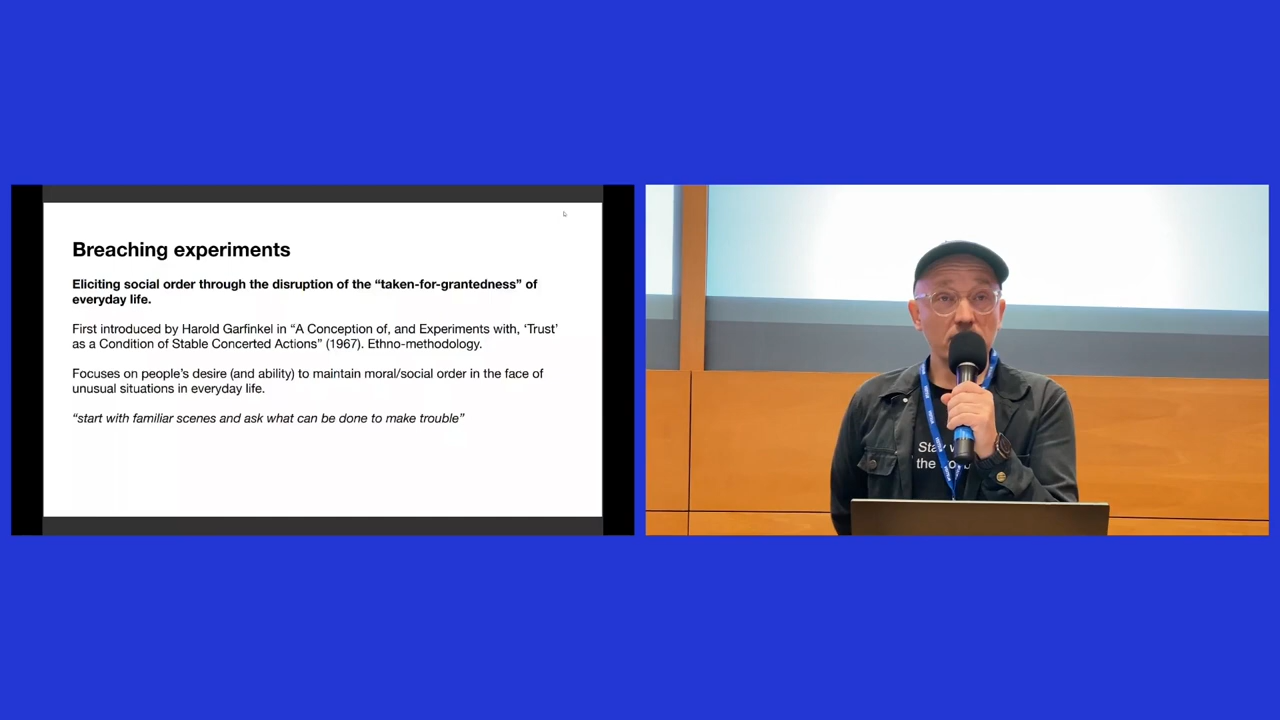 Breaching experiments
Eliciting social order through the disruption of the “taken-for-grantedness” of
everyday life.
First introduced by Harold Garfinkel in “A Conception of, and Experiments with, ‘Trust’
as a Condition of Stable Concerted Actions” (1967). Ethno-methodology.
Focuses on people’s desire (and ability) to maintain moral/social order in the face of
unusual situations in everyday life.
“start with familiar scenes and ask what can be done to make trouble”
Stay
the